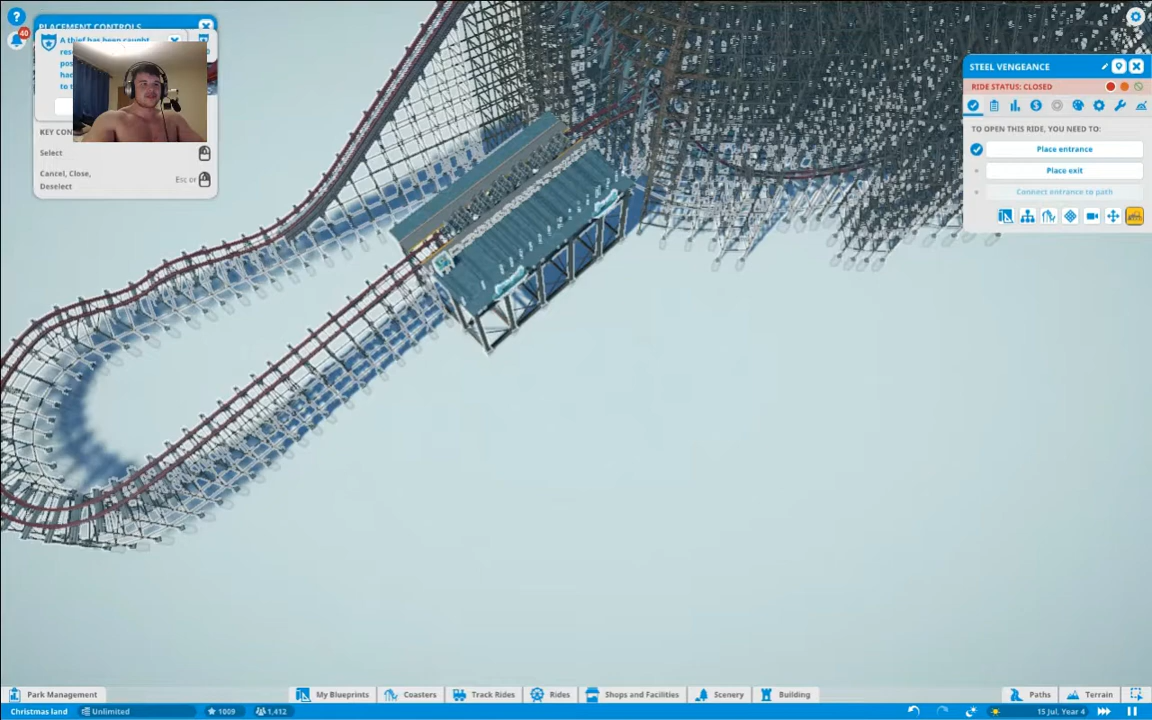 PLACEMENT CONTROLS
40
A thief has been caught
KEY CON
Select
Cancel, Close,
Deselect
Esc or
STEEL VENGEANCE
RIDE STATUS: CLOSED
TO OPEN THIS RIDE, YOU NEED TO:
Place entrance
Place exit
Connect entrance to path
Park Management
My Blueprints
Coasters
Track Rides
Rides
Shops and Facilities
Scenery
Building
Paths
Terrain
Christmas land
Unlimited
1009
1,412
15 Jul, Year 4